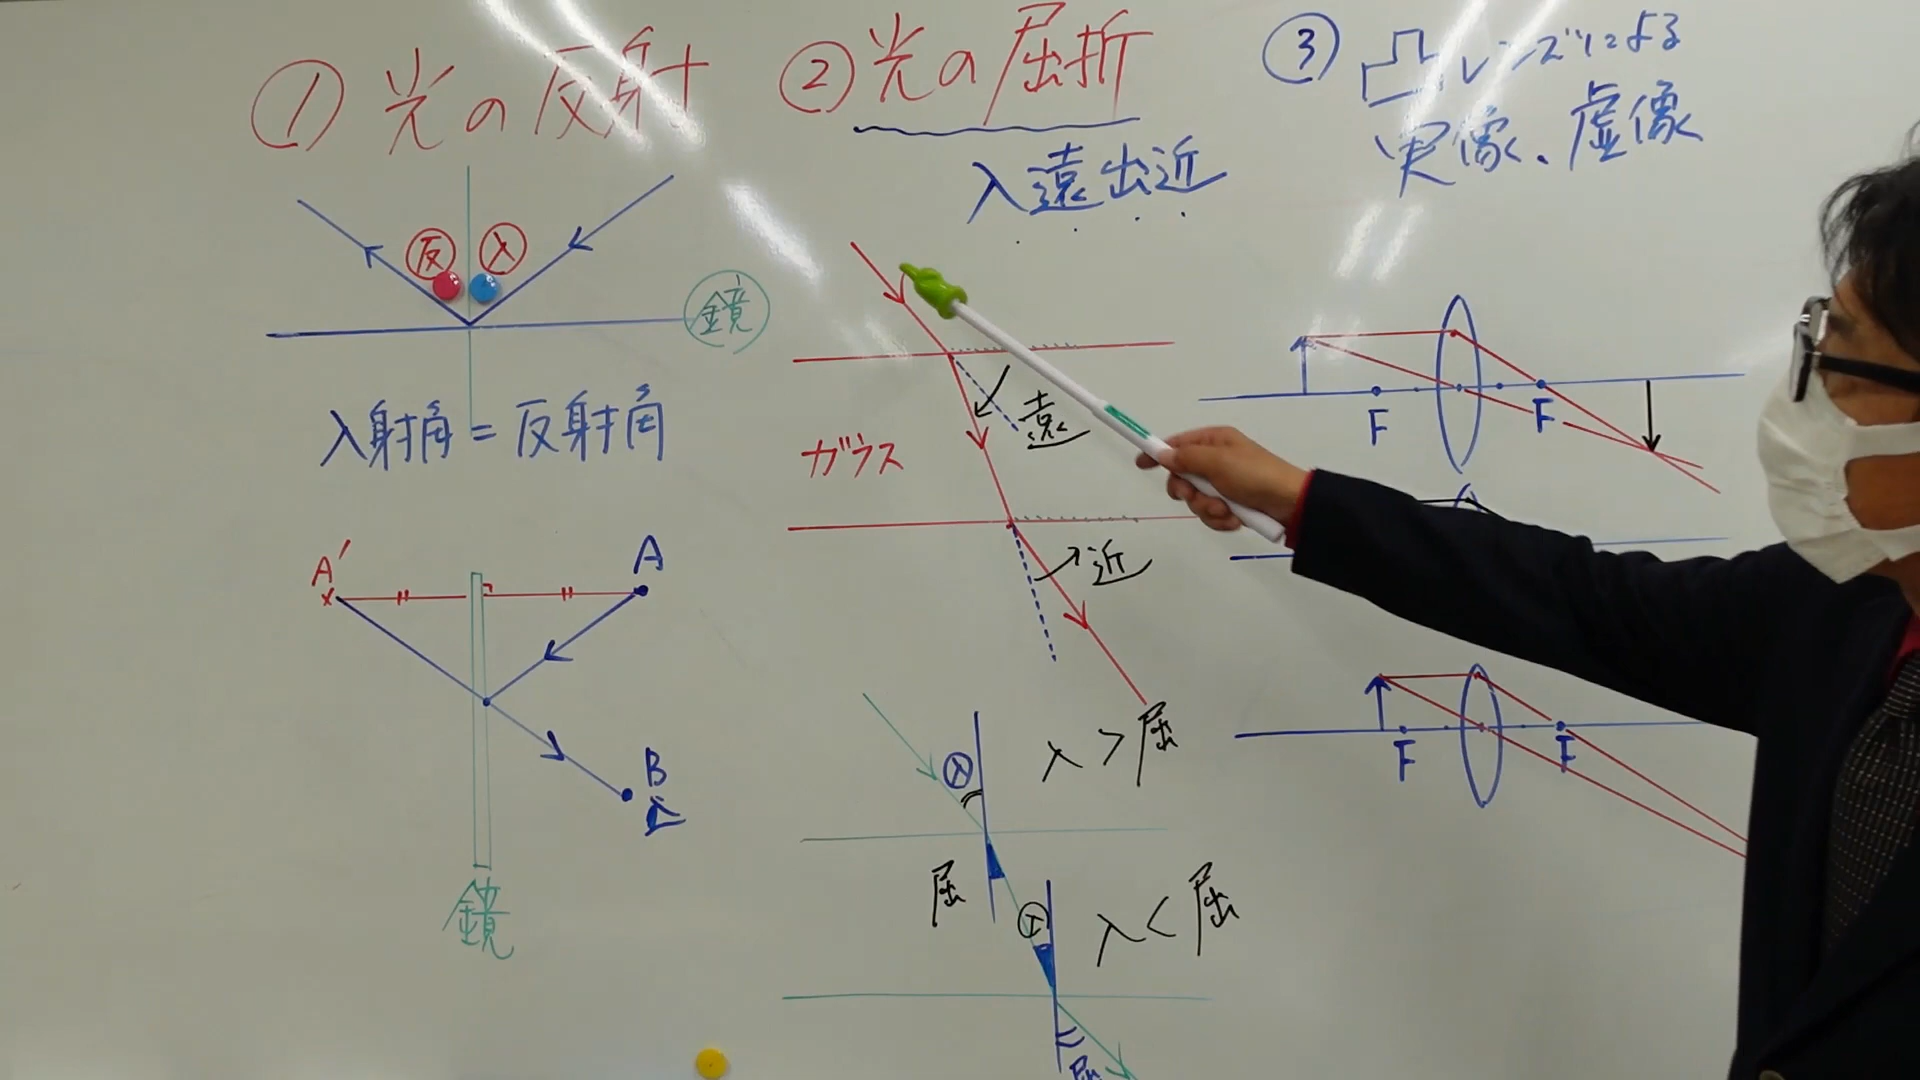 ① 光の反射
反 入
鏡
入射角 = 反射角
A' A
B
鏡
② 光の屈折
入遠出近
遠
ガラス
近
入 > 屈
入
屈
入 < 屈
入
屈
③ 凸レンズによる
実像、虚像
F F
F F